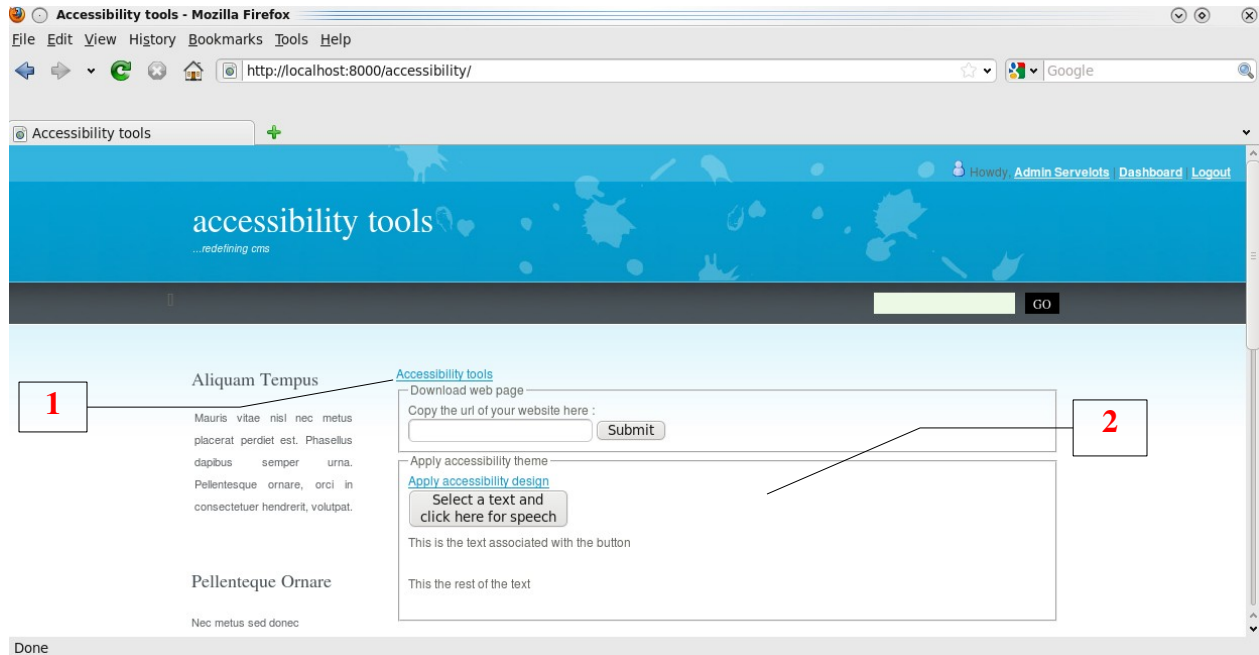 Accessibility tools - Mozilla Firefox
File Edit View History Bookmarks Tools Help
http://localhost:8000/accessibility/
Google
Accessibility tools
Howdy, Admin Servelots | Dashboard | Logout
accessibility tools
...redefining cms
GO
Accessibility tools
Download web page
Copy the url of your website here :
Submit
Apply accessibility theme
Apply accessibility design
Select a text and
click here for speech
This is the text associated with the button
This the rest of the text
Aliquam Tempus
Mauris vitae nisl nec metus
placerat perdiet est. Phasellus
dapibus semper urna.
Pellentesque ornare, orci in
consectetuer hendrerit, volutpat.
Pellenteque Ornare
Nec metus sed donec
1
2
Done